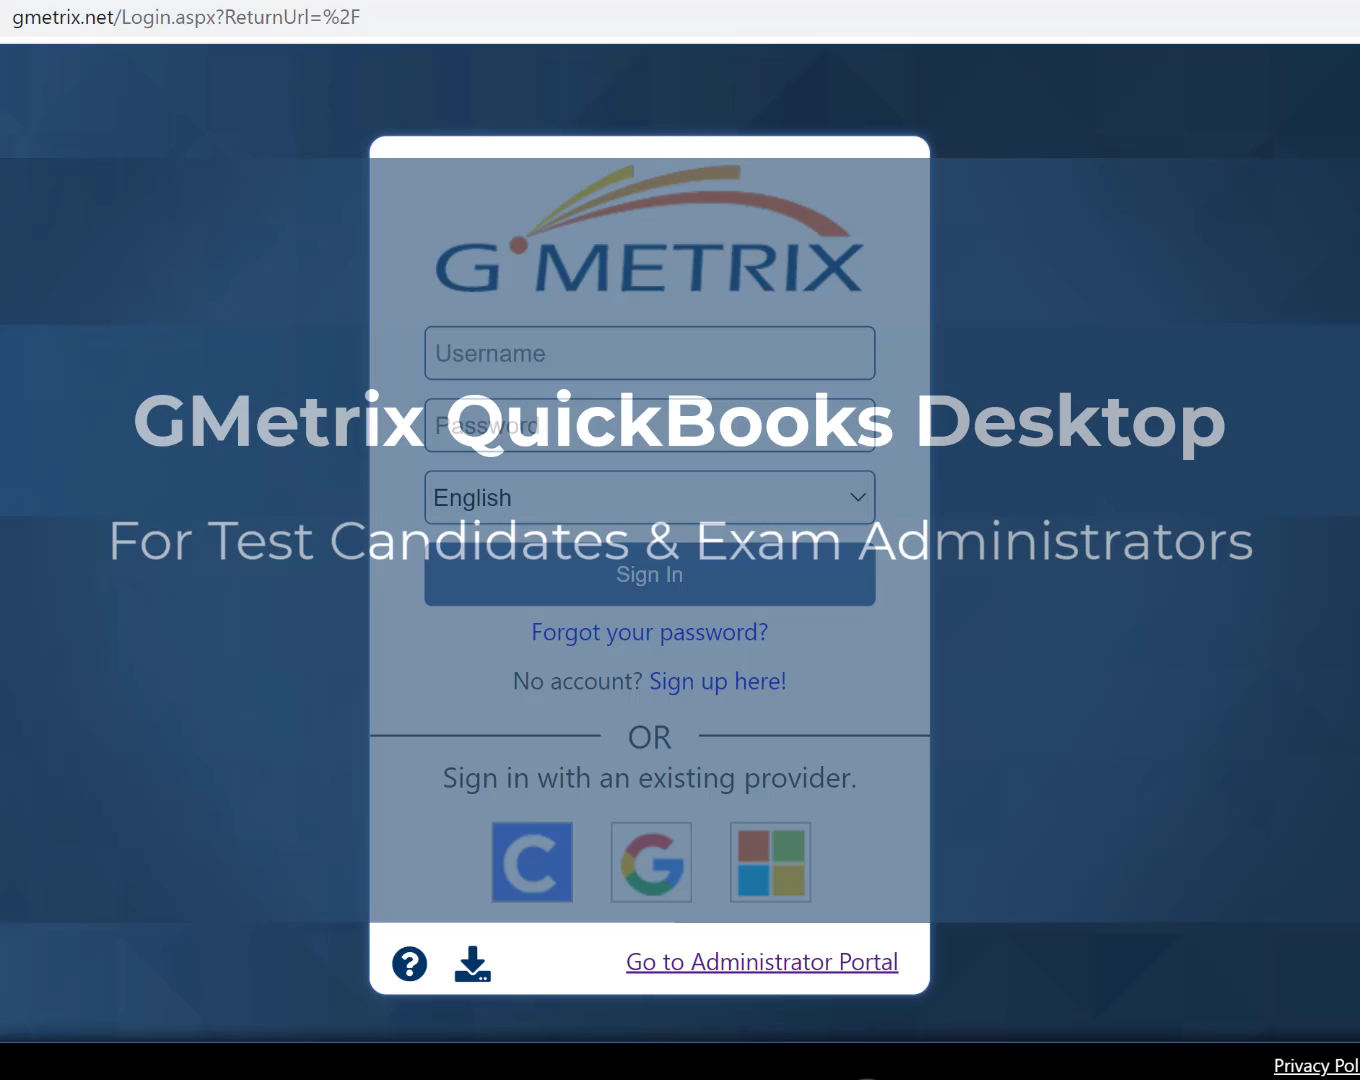 gmetrix.net/Login.aspx?ReturnUrl=%2F
G METRIX
Username
GMetrix QuickBooks Desktop
Password
English
For Test Candidates & Exam Administrators
Sign In
Forgot your password?
No account? Sign up here!
OR
Sign in with an existing provider.
Go to Administrator Portal
Privacy Pol